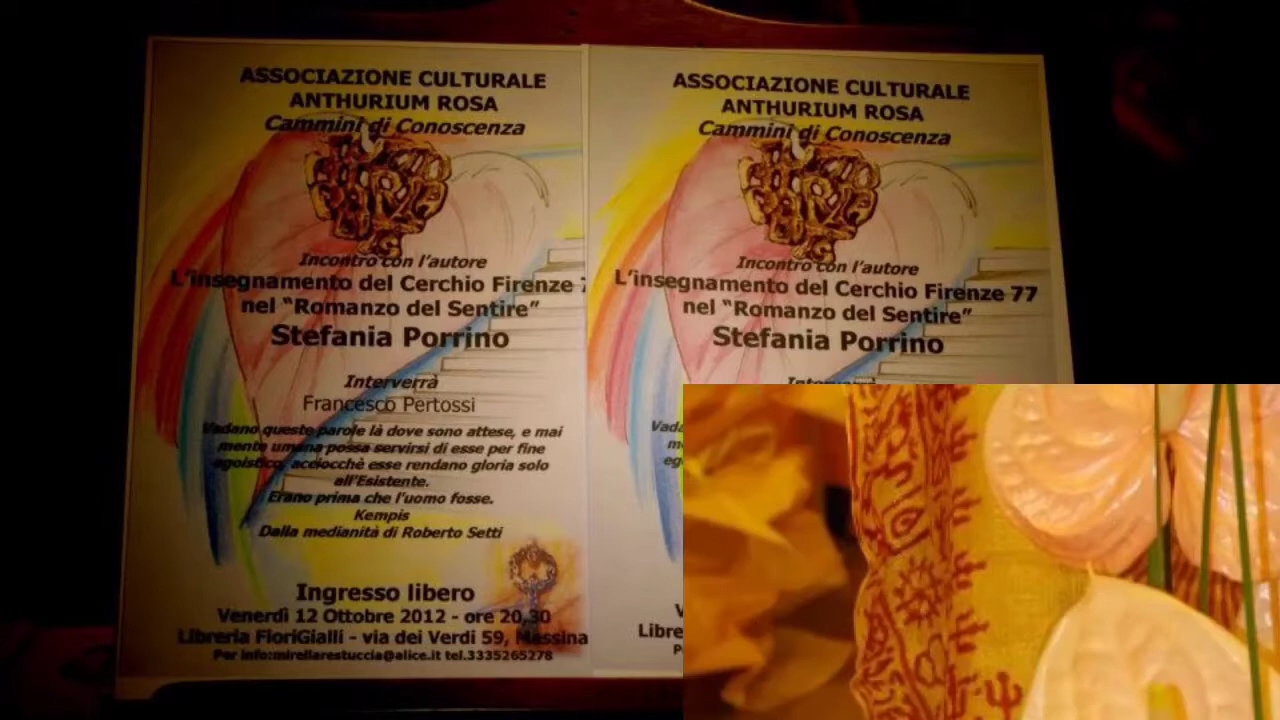 ASSOCIAZIONE CULTURALE
ANTHURIUM ROSA
Cammini di Conoscenza
Incontro con l'autore
L'insegnamento del Cerchio Firenze 7
nel "Romanzo del Sentire"
Stefania Porrino
Interverrà
Francesco Pertossi
Vadano queste parole là dove sono attese, e mai
mente umana possa servirsi di esse per fine
egoistico, acciocchè esse rendano gloria solo
all'Esistente.
Erano prima che l'uomo fosse.
Kempis
Dalla medianità di Roberto Setti
Ingresso libero
Venerdì 12 Ottobre 2012 - ore 20,30
Libreria FioriGialli - via dei Verdi 59, Messina
Per info:mirellarestuccia@alice.it tel.3335265278
ASSOCIAZIONE CULTURALE
ANTHURIUM ROSA
Cammini di Conoscenza
Incontro con l'autore
L'insegnamento del Cerchio Firenze 77
nel "Romanzo del Sentire"
Stefania Porrino
Interverrà